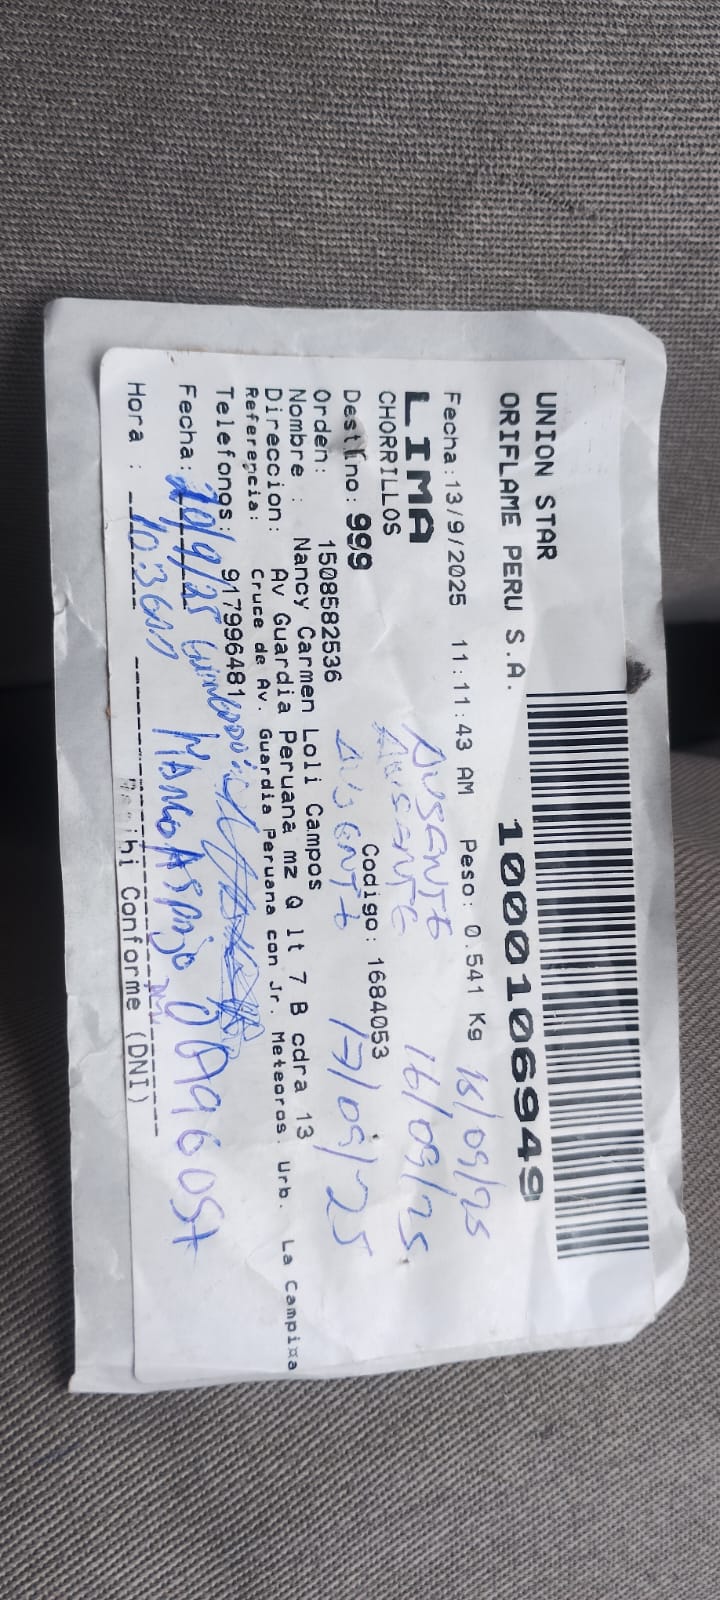 UNION STAR
ORIFLAME PERU S.A.
1000106949
Fecha:13/9/2025 11:11:43 AM Peso: 0.541 Kg
LIMA
AUSENTE 15/09/25
CHORRILLOS
AUSENTE 16/09/25
Destino: 999 Codigo: 1684053
AUSENTE 17/09/25
Orden: 1508582536
Nombre : Nancy Carmen Loli Campos
Direccion: Av Guardia Peruana mz Q lt 7 B cdra 13
Referencia: Cruce de Av. Guardia Peruana con Jr. Meteoros. Urb. La Campiña
Telefonos: 917996481
Fecha: 20/9/25
Hora : 10:36
Recibi Conforme (DNI)